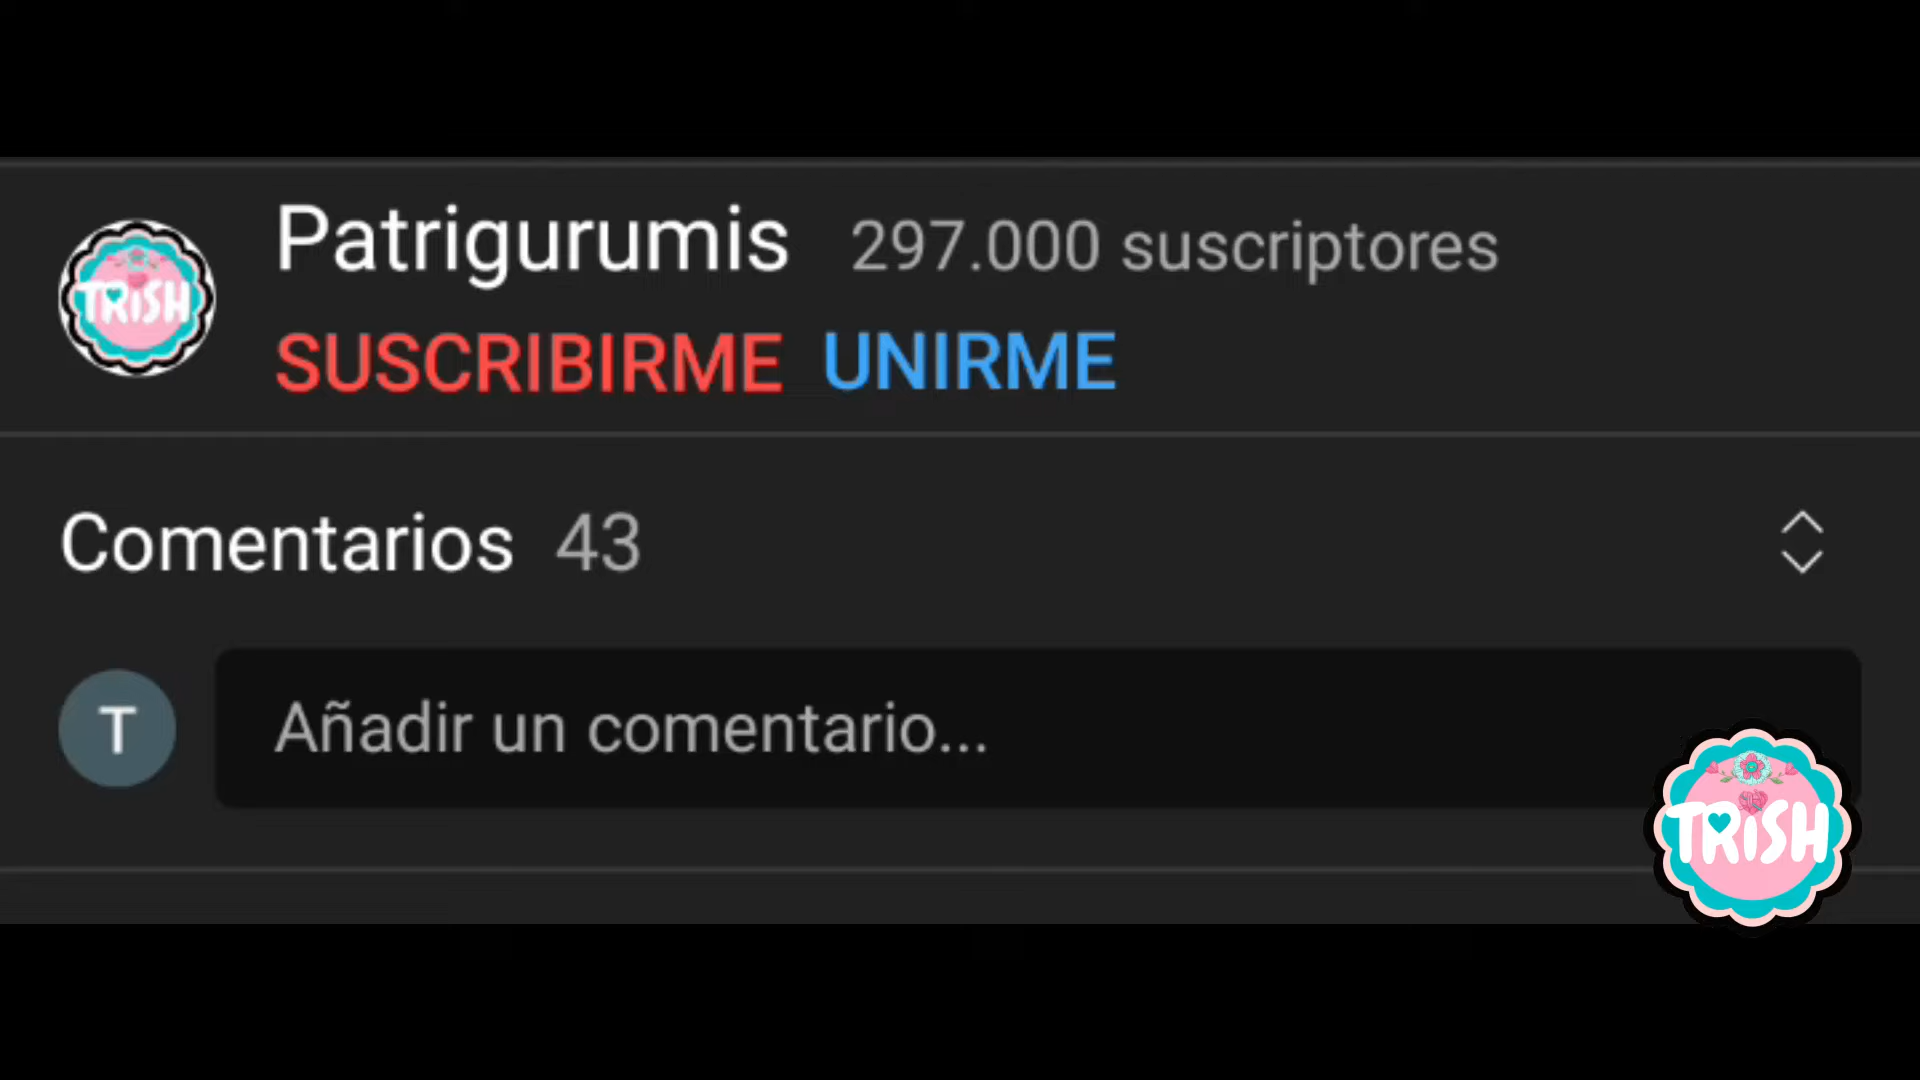 TRISH
Patrigurumis 297.000 suscriptores
SUSCRIBIRME UNIRME
Comentarios 43
T
Añadir un comentario...
TRISH